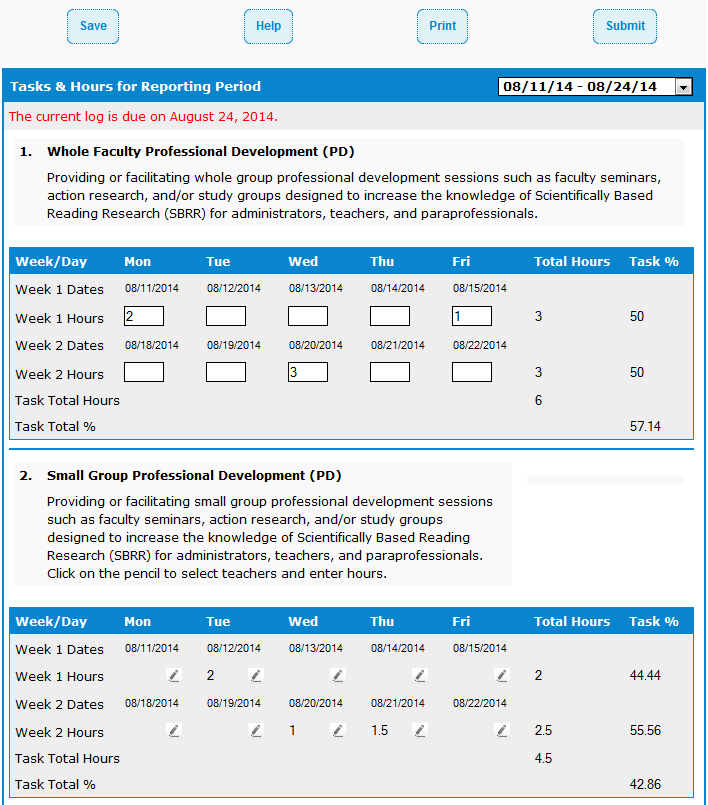 Save Help Print Submit
Tasks & Hours for Reporting Period 08/11/14 - 08/24/14
The current log is due on August 24, 2014.
1. Whole Faculty Professional Development (PD)
Providing or facilitating whole group professional development sessions such as faculty seminars,
action research, and/or study groups designed to increase the knowledge of Scientifically Based
Reading Research (SBRR) for administrators, teachers, and paraprofessionals.
Week/Day Mon Tue Wed Thu Fri Total Hours Task %
Week 1 Dates 08/11/2014 08/12/2014 08/13/2014 08/14/2014 08/15/2014
Week 1 Hours 2 1 3 50
Week 2 Dates 08/18/2014 08/19/2014 08/20/2014 08/21/2014 08/22/2014
Week 2 Hours 3 3 50
Task Total Hours 6
Task Total % 57.14
2. Small Group Professional Development (PD)
Providing or facilitating small group professional development sessions
such as faculty seminars, action research, and/or study groups
designed to increase the knowledge of Scientifically Based Reading
Research (SBRR) for administrators, teachers, and paraprofessionals.
Click on the pencil to select teachers and enter hours.
Week/Day Mon Tue Wed Thu Fri Total Hours Task %
Week 1 Dates 08/11/2014 08/12/2014 08/13/2014 08/14/2014 08/15/2014
Week 1 Hours 2 2 44.44
Week 2 Dates 08/18/2014 08/19/2014 08/20/2014 08/21/2014 08/22/2014
Week 2 Hours 1 1.5 2.5 55.56
Task Total Hours 4.5
Task Total % 42.86